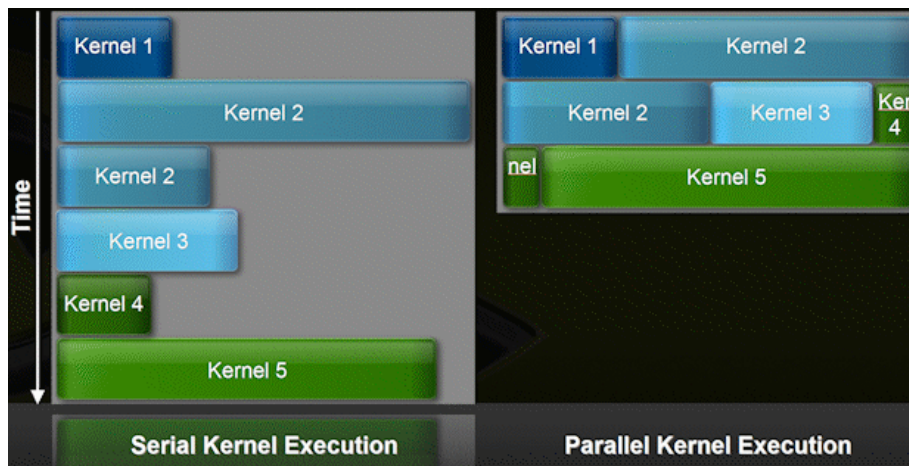 Kernel 1
Kernel 2
Kernel 2
Kernel 3
Kernel 4
Kernel 5
Time
Serial Kernel Execution
Kernel 1 Kernel 2
Kernel 2 Kernel 3 Ker
4
nel Kernel 5
Parallel Kernel Execution